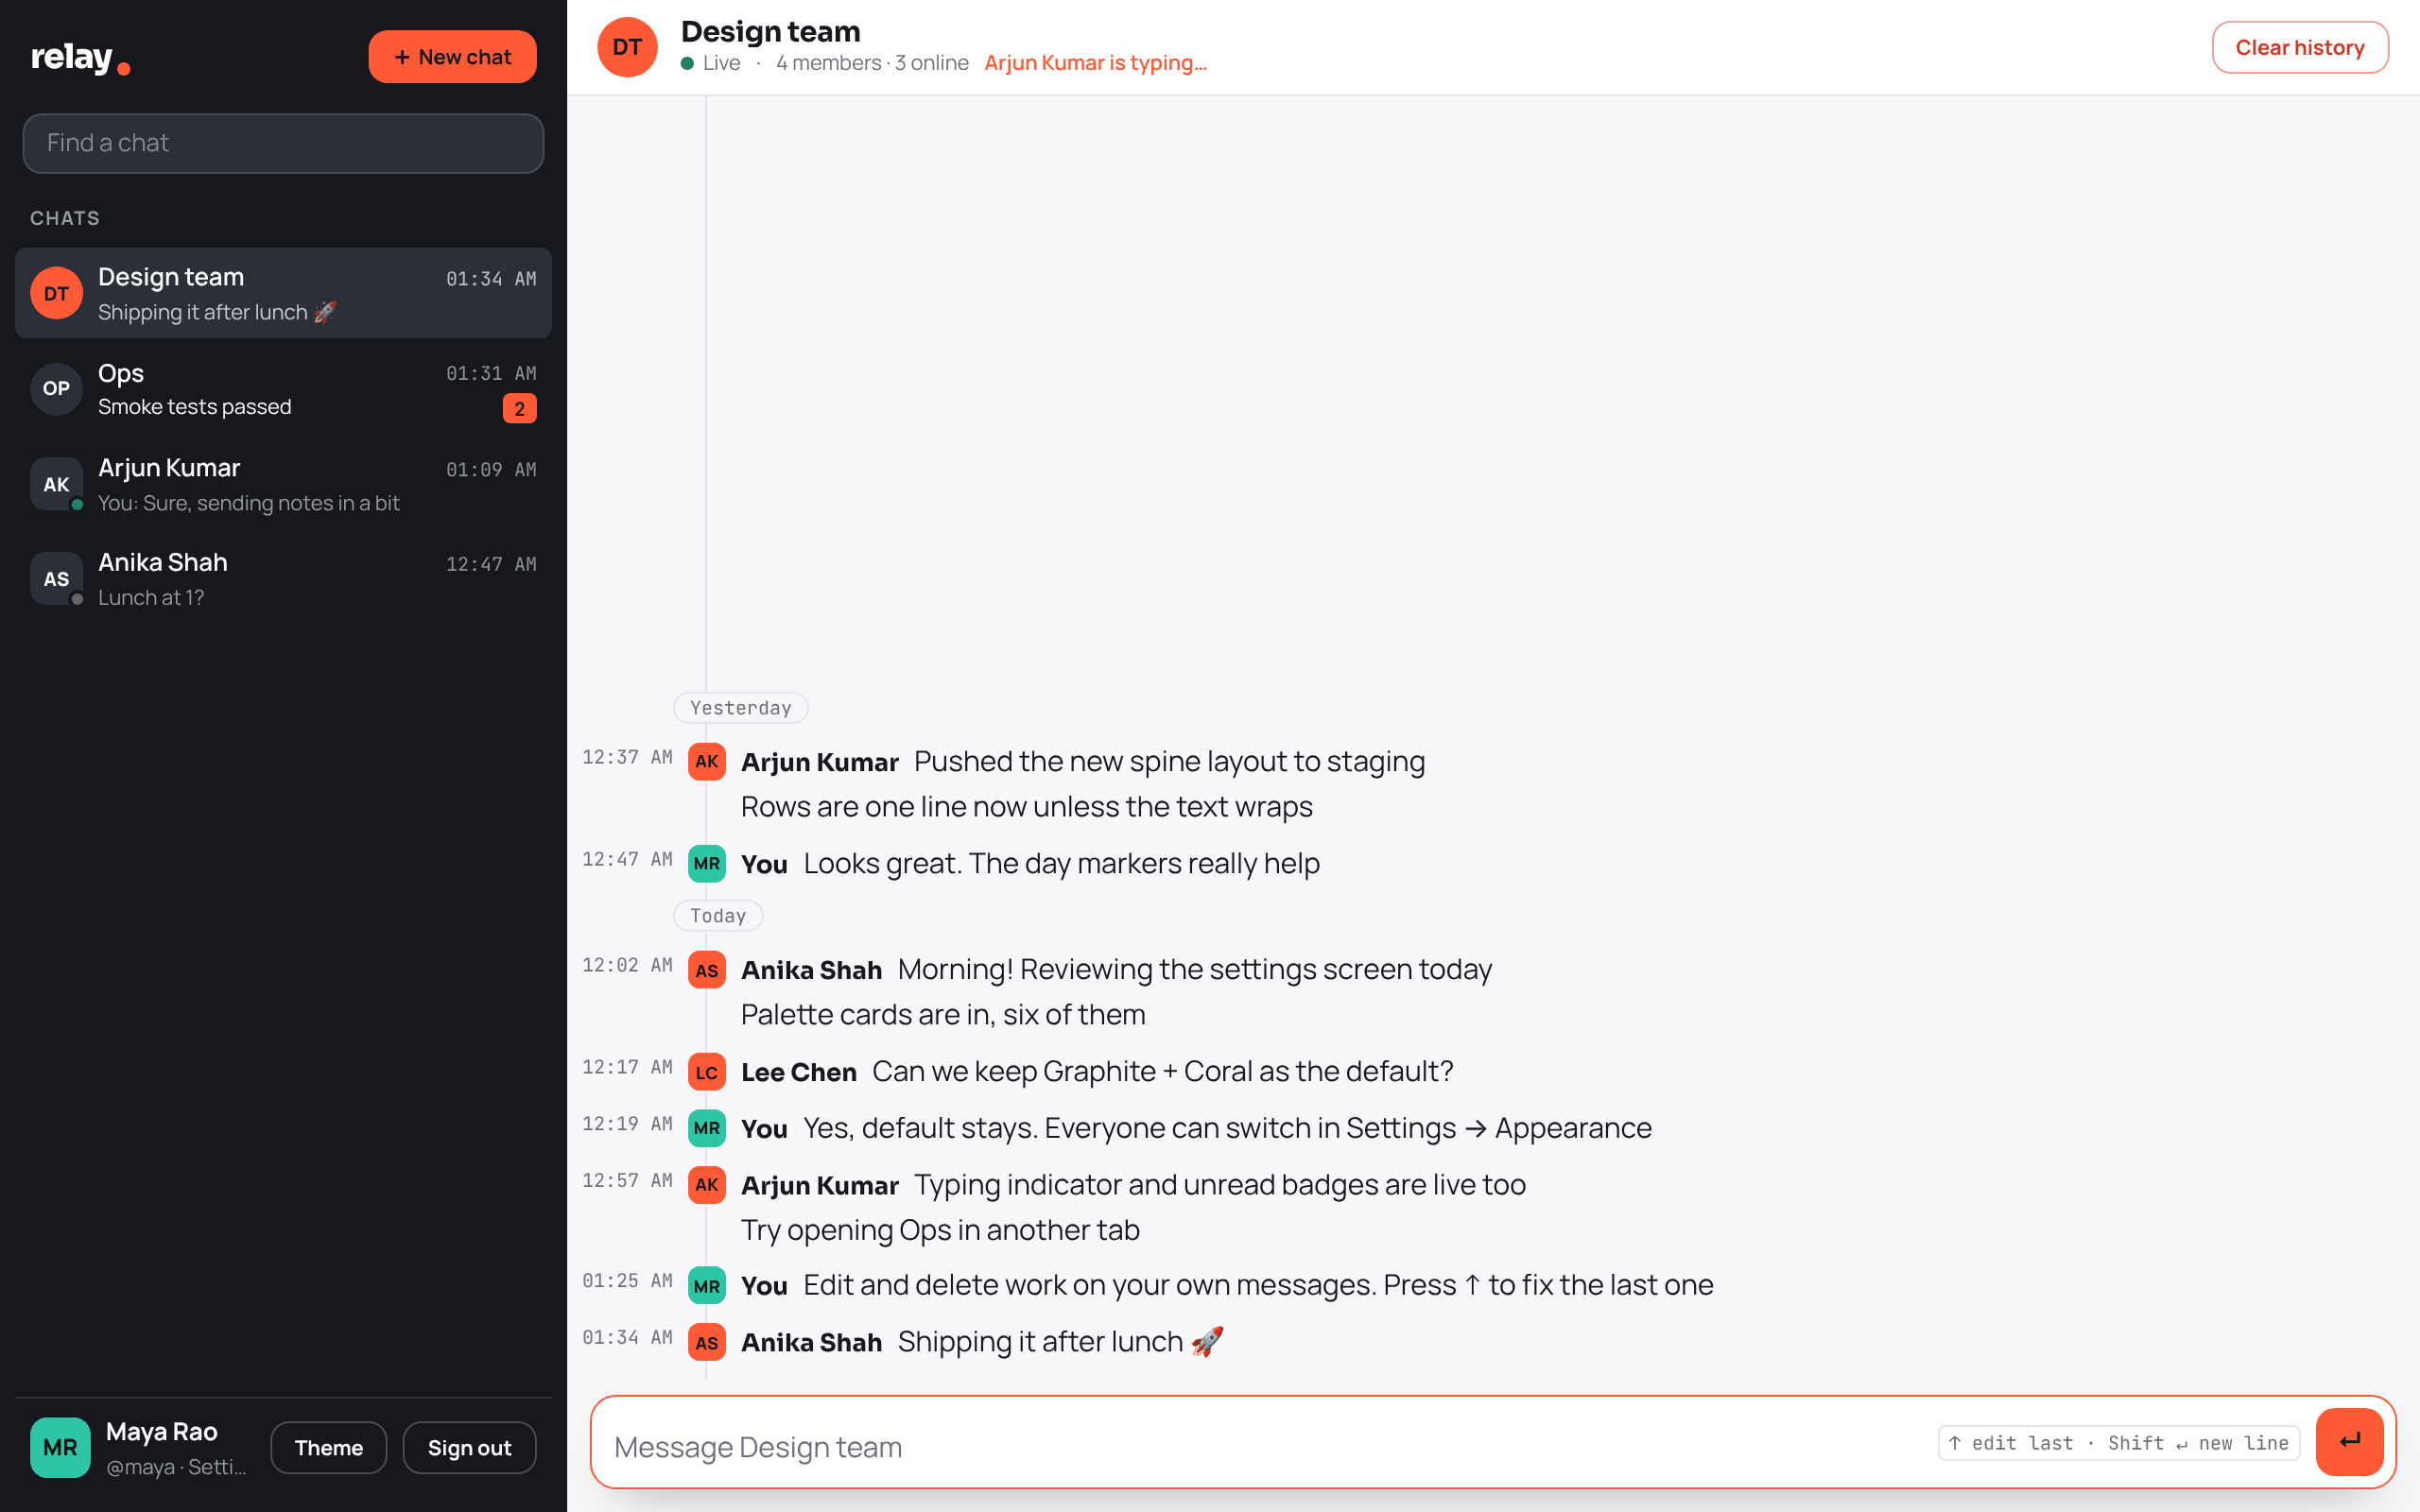 relay.
+ New chat
Find a chat
CHATS
DT
Design team
01:34 AM
Shipping it after lunch 🚀
OP
Ops
01:31 AM
Smoke tests passed
2
AK
Arjun Kumar
01:09 AM
You: Sure, sending notes in a bit
AS
Anika Shah
12:47 AM
Lunch at 1?
MR
Maya Rao
@maya · Setti…
Theme
Sign out
DT
Design team
Live · 4 members · 3 online Arjun Kumar is typing…
Clear history
Yesterday
12:37 AM AK Arjun Kumar Pushed the new spine layout to staging
Rows are one line now unless the text wraps
12:47 AM MR You Looks great. The day markers really help
Today
12:02 AM AS Anika Shah Morning! Reviewing the settings screen today
Palette cards are in, six of them
12:17 AM LC Lee Chen Can we keep Graphite + Coral as the default?
12:19 AM MR You Yes, default stays. Everyone can switch in Settings → Appearance
12:57 AM AK Arjun Kumar Typing indicator and unread badges are live too
Try opening Ops in another tab
01:25 AM MR You Edit and delete work on your own messages. Press ↑ to fix the last one
01:34 AM AS Anika Shah Shipping it after lunch 🚀
Message Design team
↑ edit last · Shift ↵ new line
↵